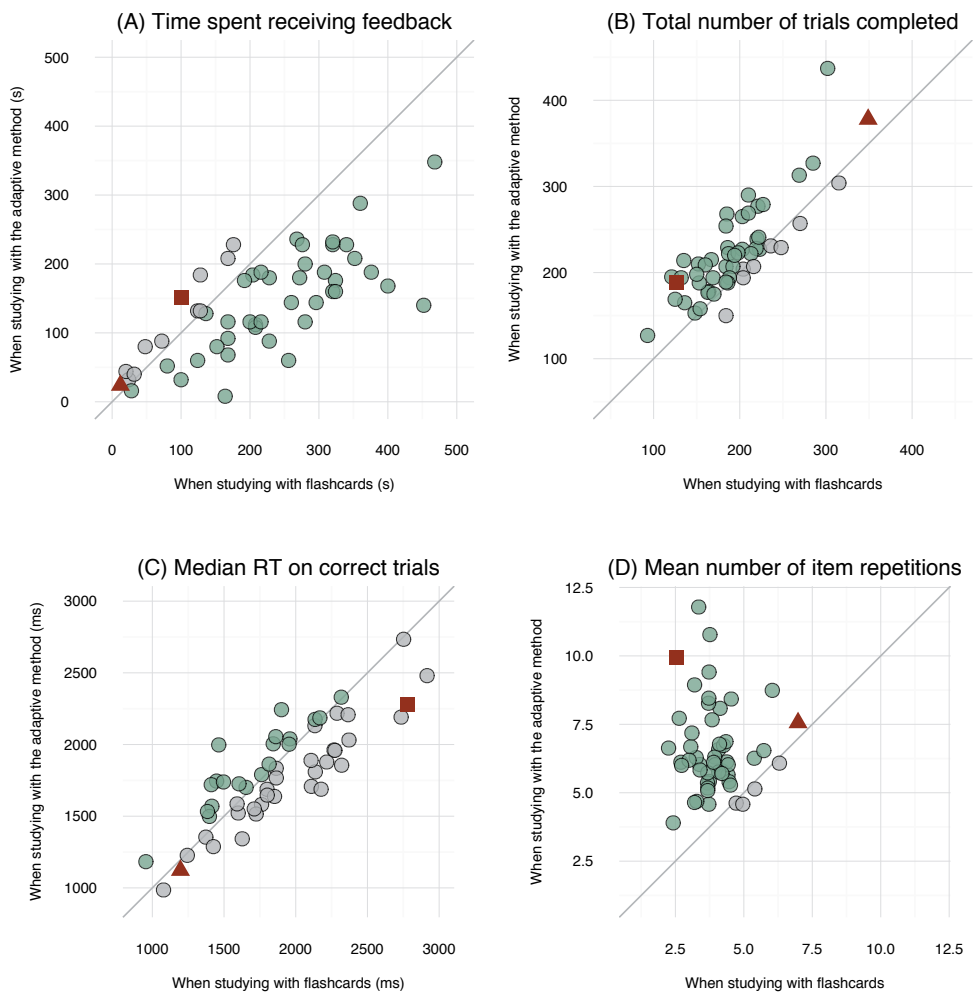 (A) Time spent receiving feedback
When studying with the adaptive method (s)
500
400
300
200
100
0
0 100 200 300 400 500
When studying with flashcards (s)
(B) Total number of trials completed
When studying with the adaptive method
400
300
200
100
100 200 300 400
When studying with flashcards
(C) Median RT on correct trials
When studying with the adaptive method (ms)
3000
2500
2000
1500
1000
1000 1500 2000 2500 3000
When studying with flashcards (ms)
(D) Mean number of item repetitions
When studying with the adaptive method
12.5
10.0
7.5
5.0
2.5
2.5 5.0 7.5 10.0 12.5
When studying with flashcards